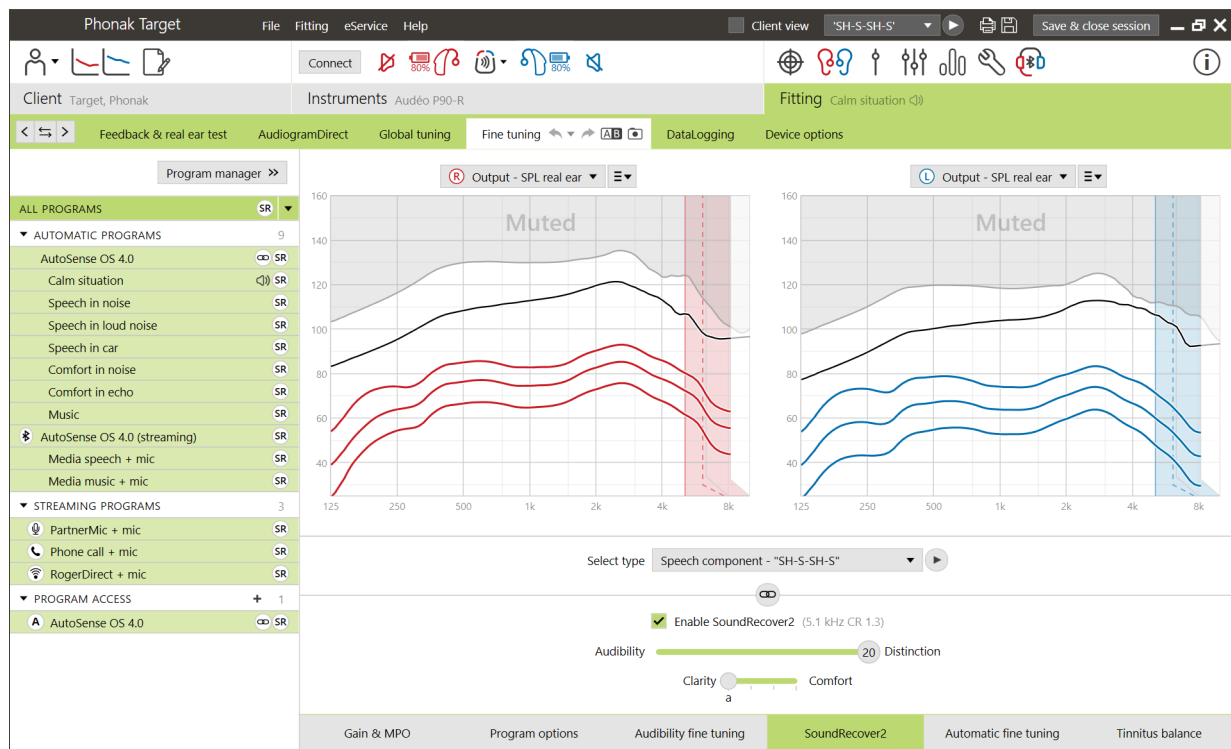 Phonak Target File Fitting eService Help Client view 'SH-S-SH-S' Save & close session
80% 80%
Connect
Client Target, Phonak Instruments Audéo P90-R Fitting Calm situation
Feedback & real ear test AudiogramDirect Global tuning Fine tuning AB DataLogging Device options
Program manager >>
R Output - SPL real ear
L Output - SPL real ear
ALL PROGRAMS SR
AUTOMATIC PROGRAMS 9
AutoSense OS 4.0 SR
Calm situation SR
Speech in noise SR
Speech in loud noise SR
Speech in car SR
Comfort in noise SR
Comfort in echo SR
Music SR
AutoSense OS 4.0 (streaming) SR
Media speech + mic SR
Media music + mic SR
STREAMING PROGRAMS 3
PartnerMic + mic SR
Phone call + mic SR
RogerDirect + mic SR
PROGRAM ACCESS + 1
A AutoSense OS 4.0 SR
Muted
160
140
120
100
80
60
40
125 250 500 1k 2k 4k 8k
Muted
160
140
120
100
80
60
40
125 250 500 1k 2k 4k 8k
Select type Speech component - "SH-S-SH-S"
Enable SoundRecover2 (5.1 kHz CR 1.3)
Audibility 20 Distinction
Clarity Comfort
a
Gain & MPO Program options Audibility fine tuning SoundRecover2 Automatic fine tuning Tinnitus balance